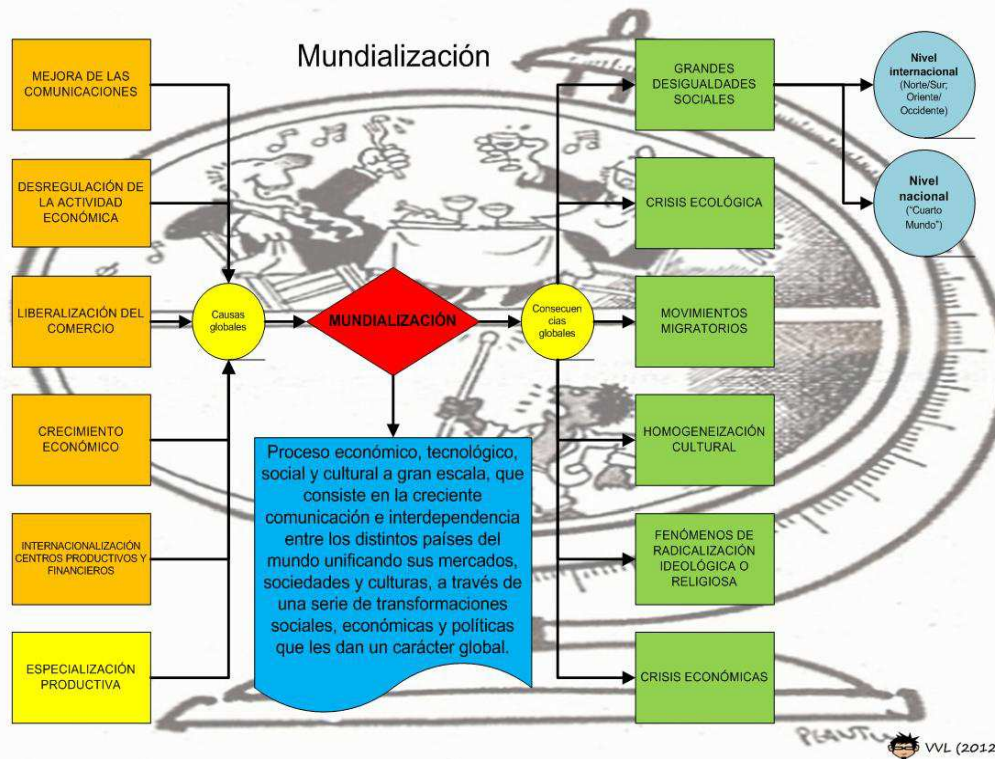 Mundialización
MEJORA DE LAS
COMUNICACIONES
DESREGULACIÓN DE
LA ACTIVIDAD
ECONÓMICA
LIBERALIZACIÓN DEL
COMERCIO
CRECIMIENTO
ECONÓMICO
INTERNACIONALIZACIÓN
CENTROS PRODUCTIVOS Y
FINANCIEROS
ESPECIALIZACIÓN
PRODUCTIVA
Causas
globales
MUNDIALIZACIÓN
Proceso económico, tecnológico,
social y cultural a gran escala, que
consiste en la creciente
comunicación e interdependencia
entre los distintos países del
mundo unificando sus mercados,
sociedades y culturas, a través de
una serie de transformaciones
sociales, económicas y políticas
que les dan un carácter global.
Consecuen
cias
globales
GRANDES
DESIGUALDADES
SOCIALES
CRISIS ECOLÓGICA
MOVIMIENTOS
MIGRATORIOS
HOMOGENEIZACIÓN
CULTURAL
FENÓMENOS DE
RADICALIZACIÓN
IDEOLÓGICA O
RELIGIOSA
CRISIS ECONÓMICAS
Nivel
internacional
(Norte/Sur;
Oriente/
Occidente)
Nivel
nacional
("Cuarto
Mundo")
VVL (2012